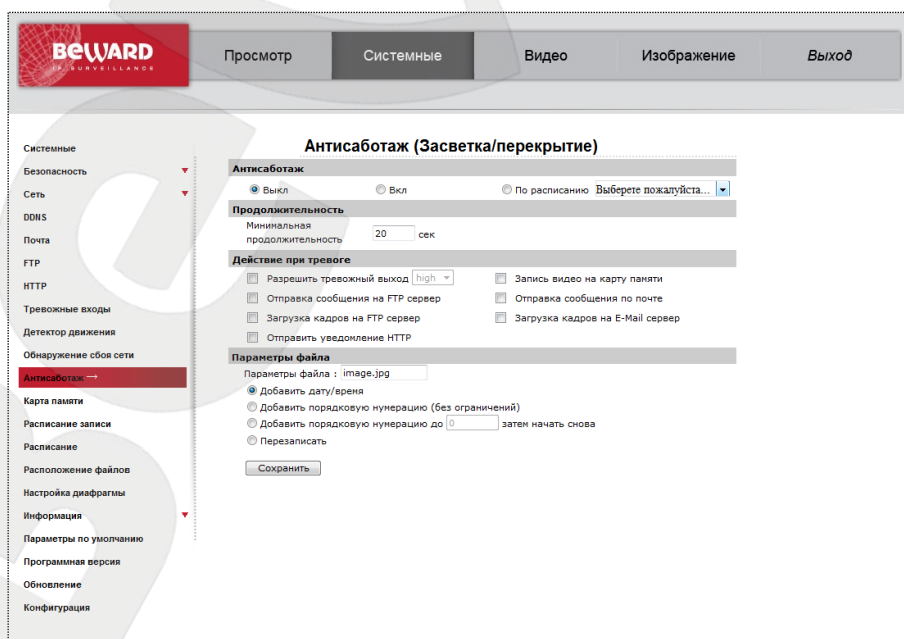 BEWARD
IP SURVEILLANCE
Просмотр
Системные
Видео
Изображение
Выход
Системные
Безопасность
Сеть
DDNS
Почта
FTP
HTTP
Тревожные входы
Детектор движения
Обнаружение сбоя сети
Антисаботаж →
Карта памяти
Расписание записи
Расписание
Расположение файлов
Настройка диафрагмы
Информация
Параметры по умолчанию
Программная версия
Обновление
Конфигурация
Антисаботаж (Засветка/перекрытие)
Антисаботаж
Выкл Вкл По расписанию Выберете пожалуйста...
Продолжительность
Минимальная
продолжительность 20 сек
Действие при тревоге
Разрешить тревожный выход high Запись видео на карту памяти
Отправка сообщения на FTP сервер Отправка сообщения по почте
Загрузка кадров на FTP сервер Загрузка кадров на E-Mail сервер
Отправить уведомление HTTP
Параметры файла
Параметры файла : image.jpg
Добавить дату/время
Добавить порядковую нумерацию (без ограничений)
Добавить порядковую нумерацию до 0 затем начать снова
Перезаписать
Сохранить